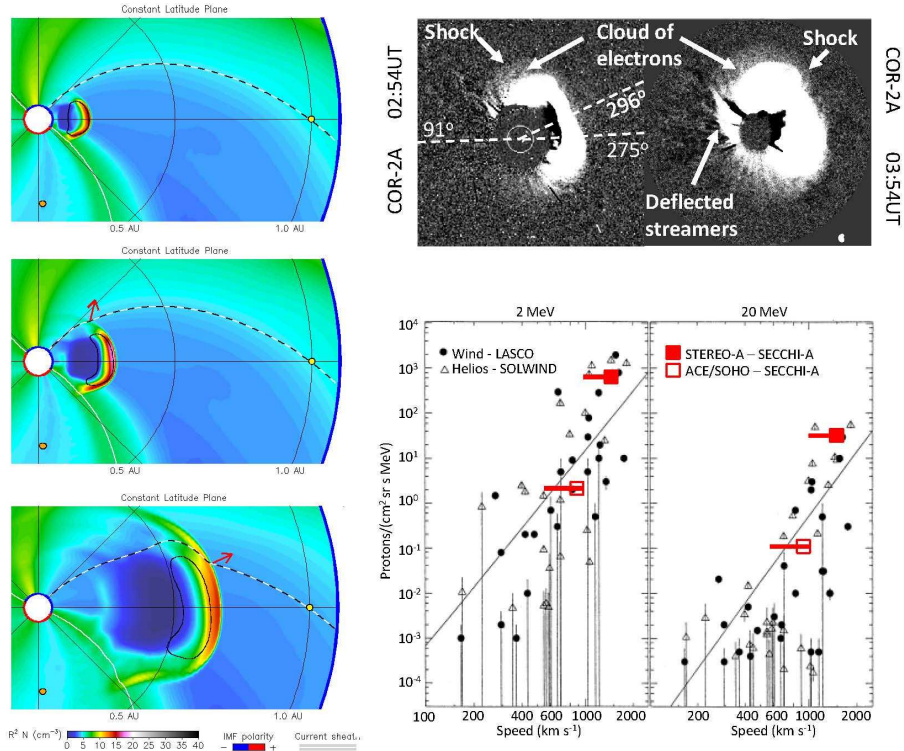 Constant Latitude Plane
0.5 AU
1.0 AU
Constant Latitude Plane
0.5 AU
1.0 AU
Constant Latitude Plane
0.5 AU
1.0 AU
R² N (cm⁻³)
0 5 10 15 20 25 30 35 40
IMF polarity
- +
Current sheet..
COR-2A 02:54UT
Shock
Cloud of
electrons
Shock
91°
296°
275°
Deflected
streamers
COR-2A 03:54UT
2 MeV
20 MeV
Protons/(cm² sr s MeV)
10⁴
10³
10²
10¹
10⁰
10⁻¹
10⁻²
10⁻³
10⁻⁴
Wind - LASCO
Helios - SOLWIND
STEREO-A – SECCHI-A
ACE/SOHO – SECCHI-A
100 200 400 600 1000 2000
200 400 600 1000 2000
Speed (km s⁻¹)
Speed (km s⁻¹)